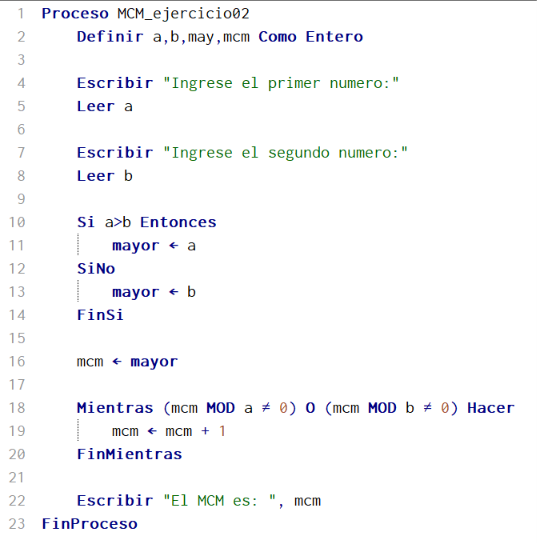 1 Proceso MCM_ejercicio02
2 Definir a,b,may,mcm Como Entero
3
4 Escribir "Ingrese el primer numero:"
5 Leer a
6
7 Escribir "Ingrese el segundo numero:"
8 Leer b
9
10 Si a>b Entonces
11 mayor ← a
12 SiNo
13 mayor ← b
14 FinSi
15
16 mcm ← mayor
17
18 Mientras (mcm MOD a ≠ 0) O (mcm MOD b ≠ 0) Hacer
19 mcm ← mcm + 1
20 FinMientras
21
22 Escribir "El MCM es: ", mcm
23 FinProceso